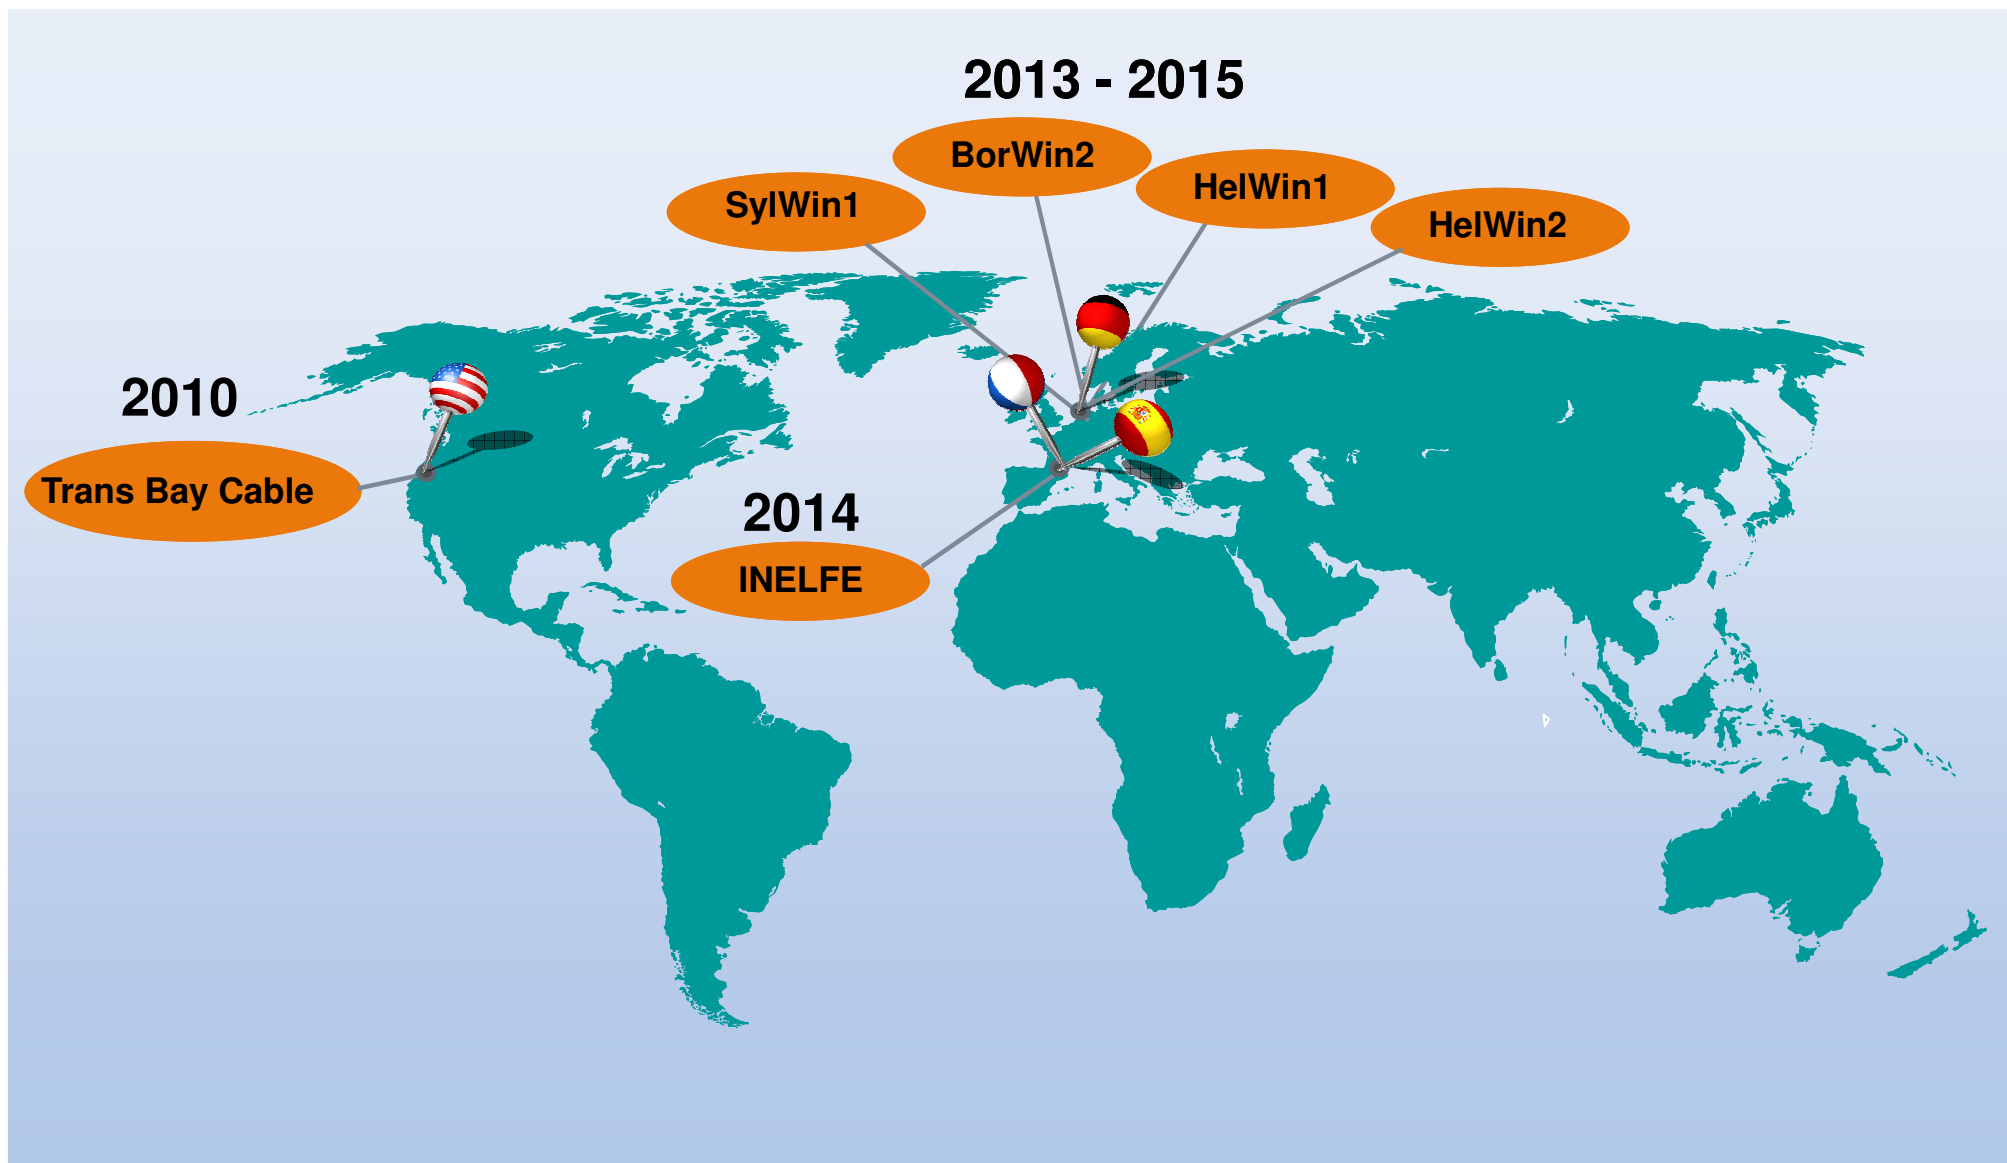 2013 - 2015
BorWin2
HelWin1
SylWin1
HelWin2
2010
Trans Bay Cable
2014
INELFE